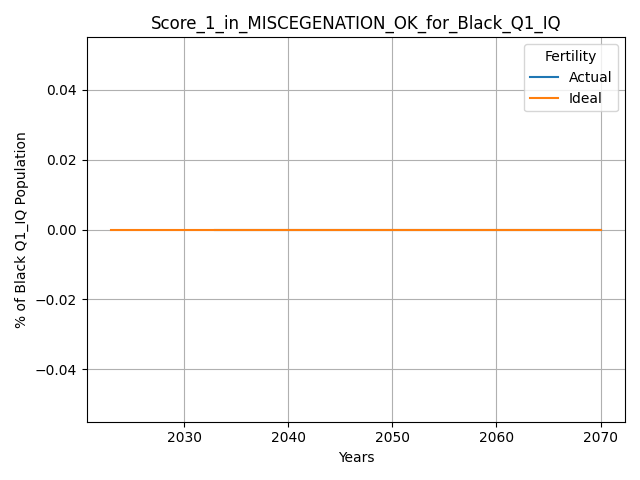 Score_1_in_MISCEGENATION_OK_for_Black_Q1_IQ
Fertility
Actual
Ideal
% of Black Q1_IQ Population
0.04
0.02
0.00
−0.02
−0.04
2030 2040 2050 2060 2070
Years